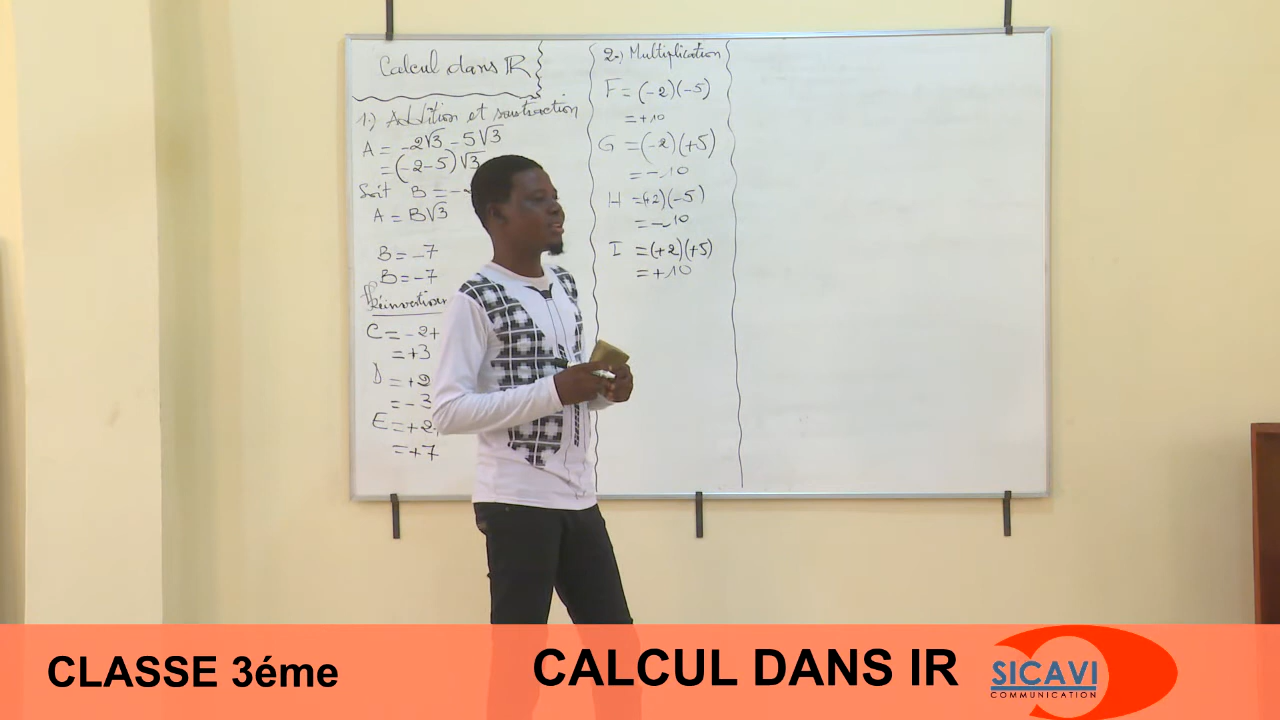 Calcul dans IR
1.) Addition et soustraction
A = -2√3 - 5√3
= (-2-5)√3
Soit B = -
A = B√3
B = -7
B = -7
C = -2+
= +3
D = +2
= -3
E = +2
= +7
2.) Multiplication
F = (-2)(-5)
= +10
G = (-2)(+5)
= -10
H = (+2)(-5)
= -10
I = (+2)(+5)
= +10
CLASSE 3éme
CALCUL DANS IR
SICAVI
COMMUNICATION